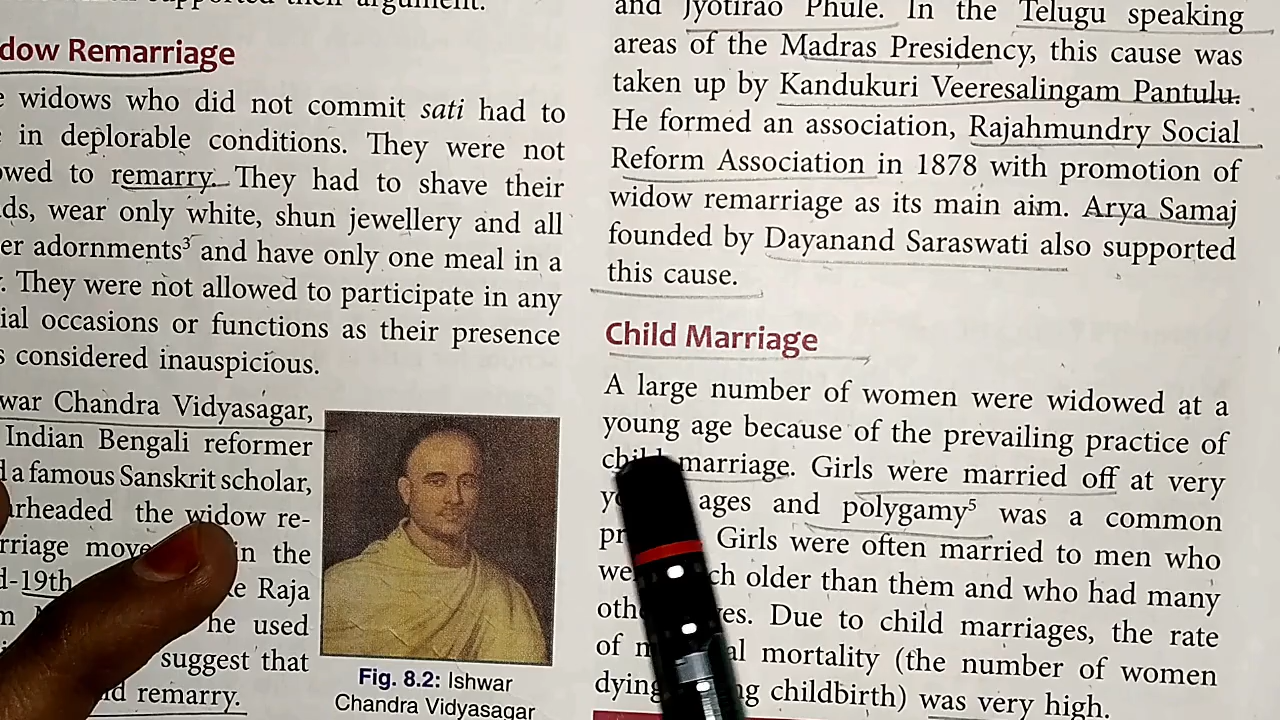 supported their argument.
dow Remarriage
widows who did not commit sati had to
in deplorable conditions. They were not
owed to remarry. They had to shave their
ds, wear only white, shun jewellery and all
er adornments³ and have only one meal in a
. They were not allowed to participate in any
ial occasions or functions as their presence
s considered inauspicious.
war Chandra Vidyasagar,
Indian Bengali reformer
d a famous Sanskrit scholar,
arheaded the widow re-
rriage move in the
d-19th Raja
he used
suggest that
remarry.
Fig. 8.2: Ishwar
Chandra Vidyasagar
and Jyotirao Phule. In the Telugu speaking
areas of the Madras Presidency, this cause was
taken up by Kandukuri Veeresalingam Pantulu.
He formed an association, Rajahmundry Social
Reform Association in 1878 with promotion of
widow remarriage as its main aim. Arya Samaj
founded by Dayanand Saraswati also supported
this cause.
Child Marriage
A large number of women were widowed at a
young age because of the prevailing practice of
child marriage. Girls were married off at very
ages and polygamy⁵ was a common
Girls were often married to men who
older than them and who had many
Due to child marriages, the rate
of mortality (the number of women
dying childbirth) was very high.